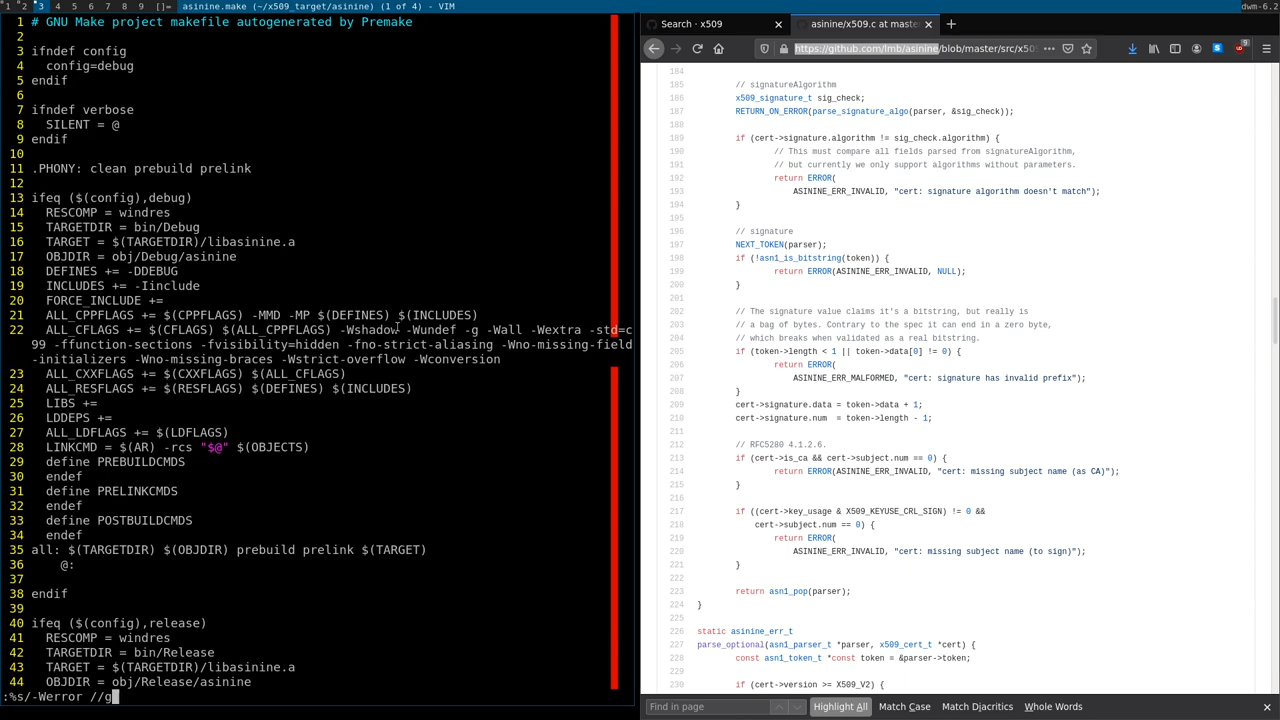 1 2 3 4 5 6 7 8 9 []= asinine.make (~/x509_target/asinine) (1 of 4) - VIM
dwm-6.2
1 # GNU Make project makefile autogenerated by Premake
2
3 ifndef config
4   config=debug
5 endif
6
7 ifndef verbose
8   SILENT = @
9 endif
10
11 .PHONY: clean prebuild prelink
12
13 ifeq ($(config),debug)
14   RESCOMP = windres
15   TARGETDIR = bin/Debug
16   TARGET = $(TARGETDIR)/libasinine.a
17   OBJDIR = obj/Debug/asinine
18   DEFINES += -DDEBUG
19   INCLUDES += -Iinclude
20   FORCE_INCLUDE +=
21   ALL_CPPFLAGS += $(CPPFLAGS) -MMD -MP $(DEFINES) $(INCLUDES)
22   ALL_CFLAGS += $(CFLAGS) $(ALL_CPPFLAGS) -Wshadow -Wundef -g -Wall -Wextra -std=c
99 -ffunction-sections -fvisibility=hidden -fno-strict-aliasing -Wno-missing-field
-initializers -Wno-missing-braces -Wstrict-overflow -Wconversion
23   ALL_CXXFLAGS += $(CXXFLAGS) $(ALL_CFLAGS)
24   ALL_RESFLAGS += $(RESFLAGS) $(DEFINES) $(INCLUDES)
25   LIBS +=
26   LDDEPS +=
27   ALL_LDFLAGS += $(LDFLAGS)
28   LINKCMD = $(AR) -rcs "$@" $(OBJECTS)
29   define PREBUILDCMDS
30   endef
31   define PRELINKCMDS
32   endef
33   define POSTBUILDCMDS
34   endef
35 all: $(TARGETDIR) $(OBJDIR) prebuild prelink $(TARGET)
36     @:
37
38 endif
39
40 ifeq ($(config),release)
41   RESCOMP = windres
42   TARGETDIR = bin/Release
43   TARGET = $(TARGETDIR)/libasinine.a
44   OBJDIR = obj/Release/asinine
:%s/-Werror //g
Search · x509
asinine/x509.c at maste
https://github.com/lmb/asinine/blob/master/src/x50
9
184
185 // signatureAlgorithm
186 x509_signature_t sig_check;
187 RETURN_ON_ERROR(parse_signature_algo(parser, &sig_check));
188
189 if (cert->signature.algorithm != sig_check.algorithm) {
190 // This must compare all fields parsed from signatureAlgorithm,
191 // but currently we only support algorithms without parameters.
192 return ERROR(
193 ASININE_ERR_INVALID, "cert: signature algorithm doesn't match");
194 }
195
196 // signature
197 NEXT_TOKEN(parser);
198 if (!asn1_is_bitstring(token)) {
199 return ERROR(ASININE_ERR_INVALID, NULL);
200 }
201
202 // The signature value claims it's a bitstring, but really is
203 // a bag of bytes. Contrary to the spec it can end in a zero byte,
204 // which breaks when validated as a real bitstring.
205 if (token->length < 1 || token->data[0] != 0) {
206 return ERROR(
207 ASININE_ERR_MALFORMED, "cert: signature has invalid prefix");
208 }
209 cert->signature.data = token->data + 1;
210 cert->signature.num  = token->length - 1;
211
212 // RFC5280 4.1.2.6.
213 if (cert->is_ca && cert->subject.num == 0) {
214 return ERROR(ASININE_ERR_INVALID, "cert: missing subject name (as CA)");
215 }
216
217 if ((cert->key_usage & X509_KEYUSE_CRL_SIGN) != 0 &&
218 cert->subject.num == 0) {
219 return ERROR(
220 ASININE_ERR_INVALID, "cert: missing subject name (to sign)");
221 }
222
223 return asn1_pop(parser);
224 }
225
226 static asinine_err_t
227 parse_optional(asn1_parser_t *parser, x509_cert_t *cert) {
228 const asn1_token_t *const token = &parser->token;
229
230 if (cert->version >= X509_V2) {
Find in page
Highlight All
Match Case
Match Diacritics
Whole Words